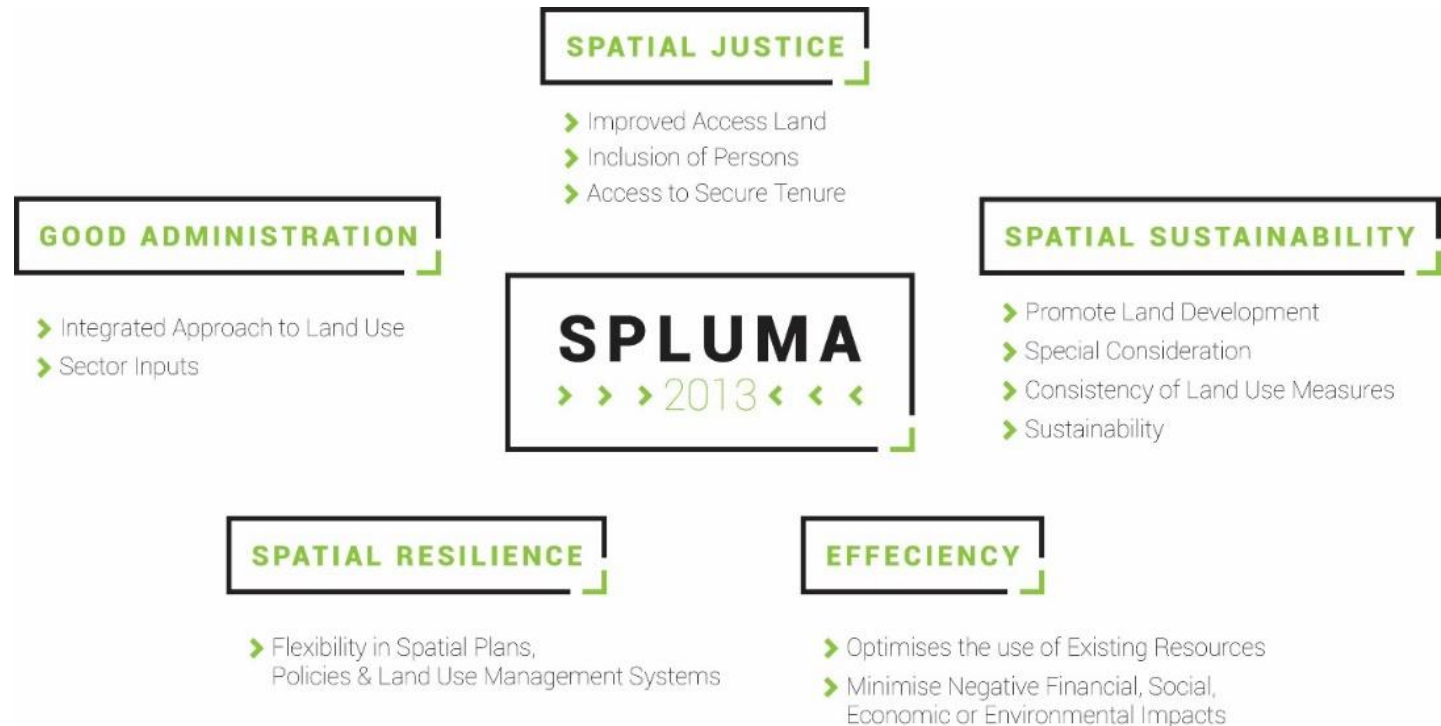 SPATIAL JUSTICE
Improved Access Land
Inclusion of Persons
Access to Secure Tenure
GOOD ADMINISTRATION
Integrated Approach to Land Use
Sector Inputs
SPLUMA
2013
SPATIAL SUSTAINABILITY
Promote Land Development
Special Consideration
Consistency of Land Use Measures
Sustainability
SPATIAL RESILIENCE
Flexibility in Spatial Plans,
Policies & Land Use Management Systems
EFFECIENCY
Optimises the use of Existing Resources
Minimise Negative Financial, Social,
Economic or Environmental Impacts